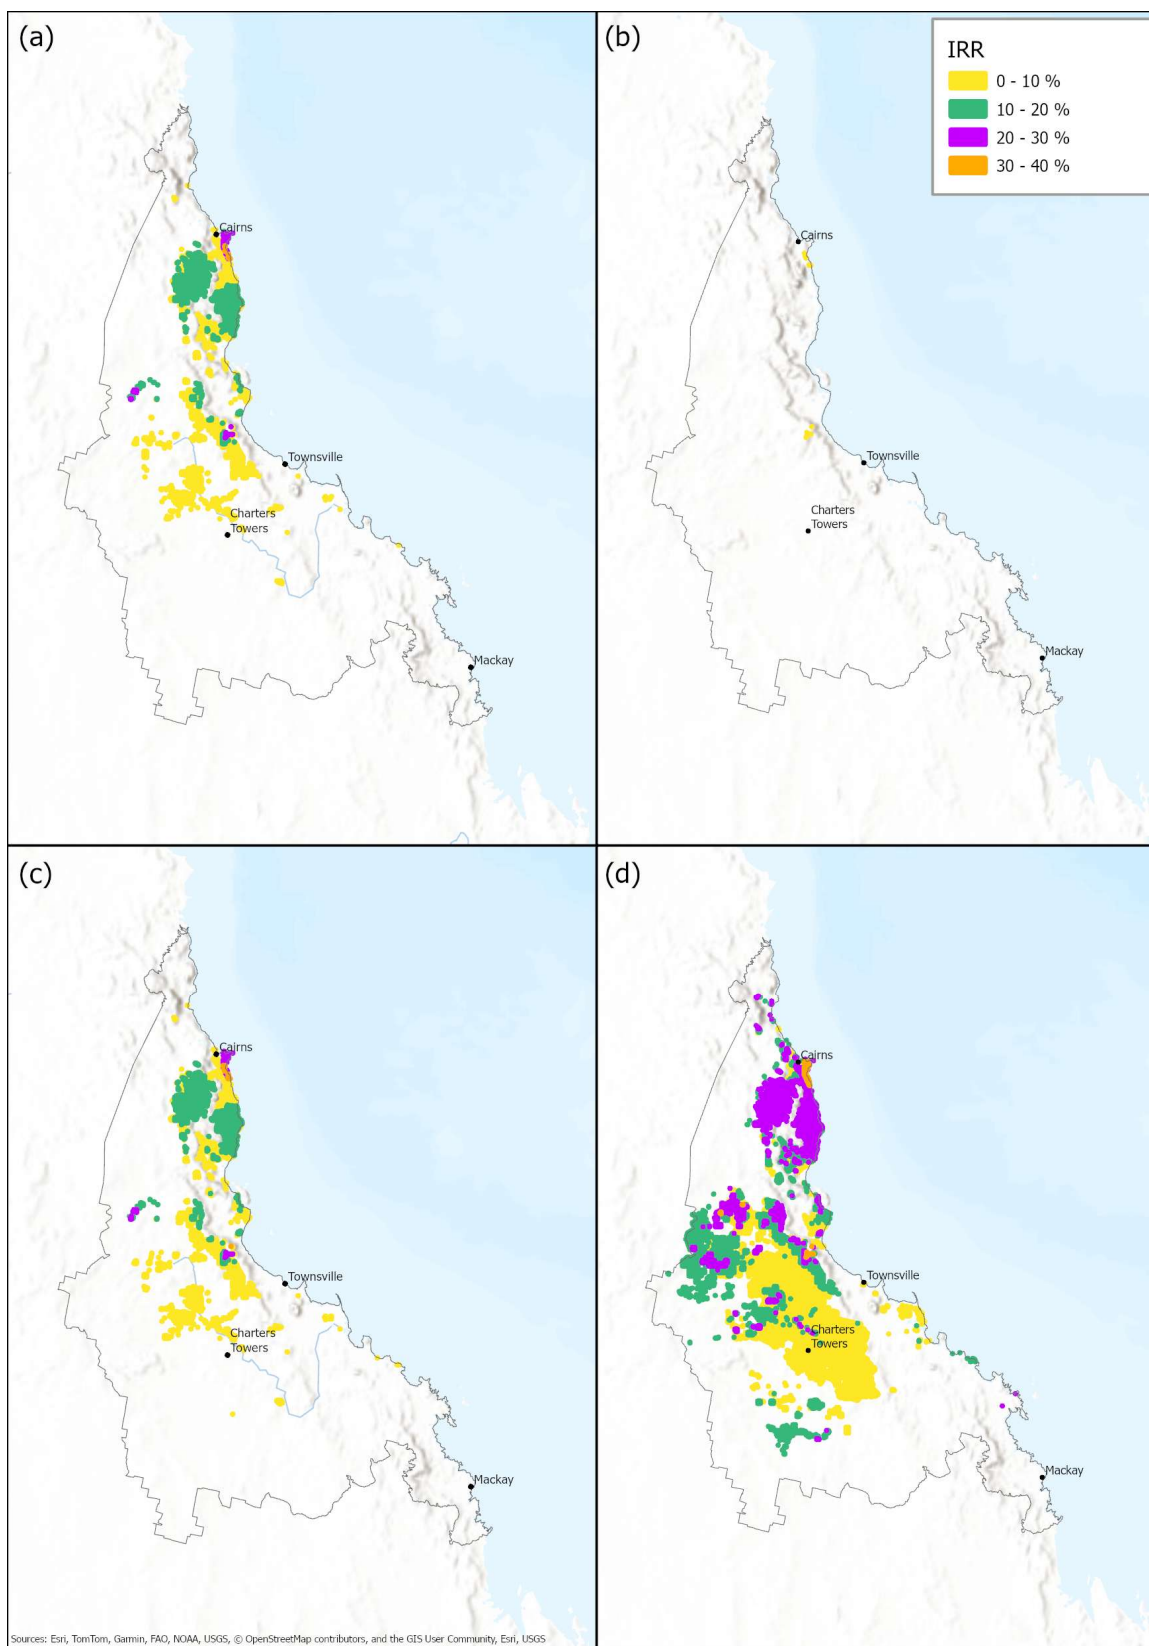 (a)
Cairns
Townsville
Charters
Towers
Mackay
(b)
IRR
0 - 10 %
10 - 20 %
20 - 30 %
30 - 40 %
Cairns
Townsville
Charters
Towers
Mackay
(c)
Cairns
Townsville
Charters
Towers
Mackay
Sources: Esri, TomTom, Garmin, FAO, NOAA, USGS, © OpenStreetMap contributors, and the GIS User Community, Esri, USGS
(d)
Cairns
Townsville
Charters
Towers
Mackay